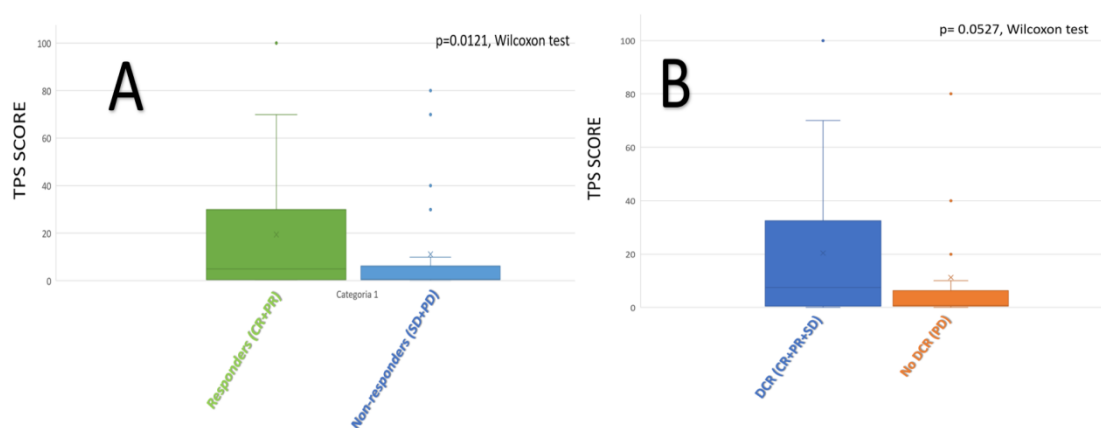 A
p=0.0121, Wilcoxon test
TPS SCORE
100
80
60
40
20
0
Categoria 1
Responders (CR+PR)
Non-responders (SD+PD)
B
p= 0.0527, Wilcoxon test
TPS SCORE
100
80
60
40
20
0
DCR (CR+PR+SD)
No DCR (PD)